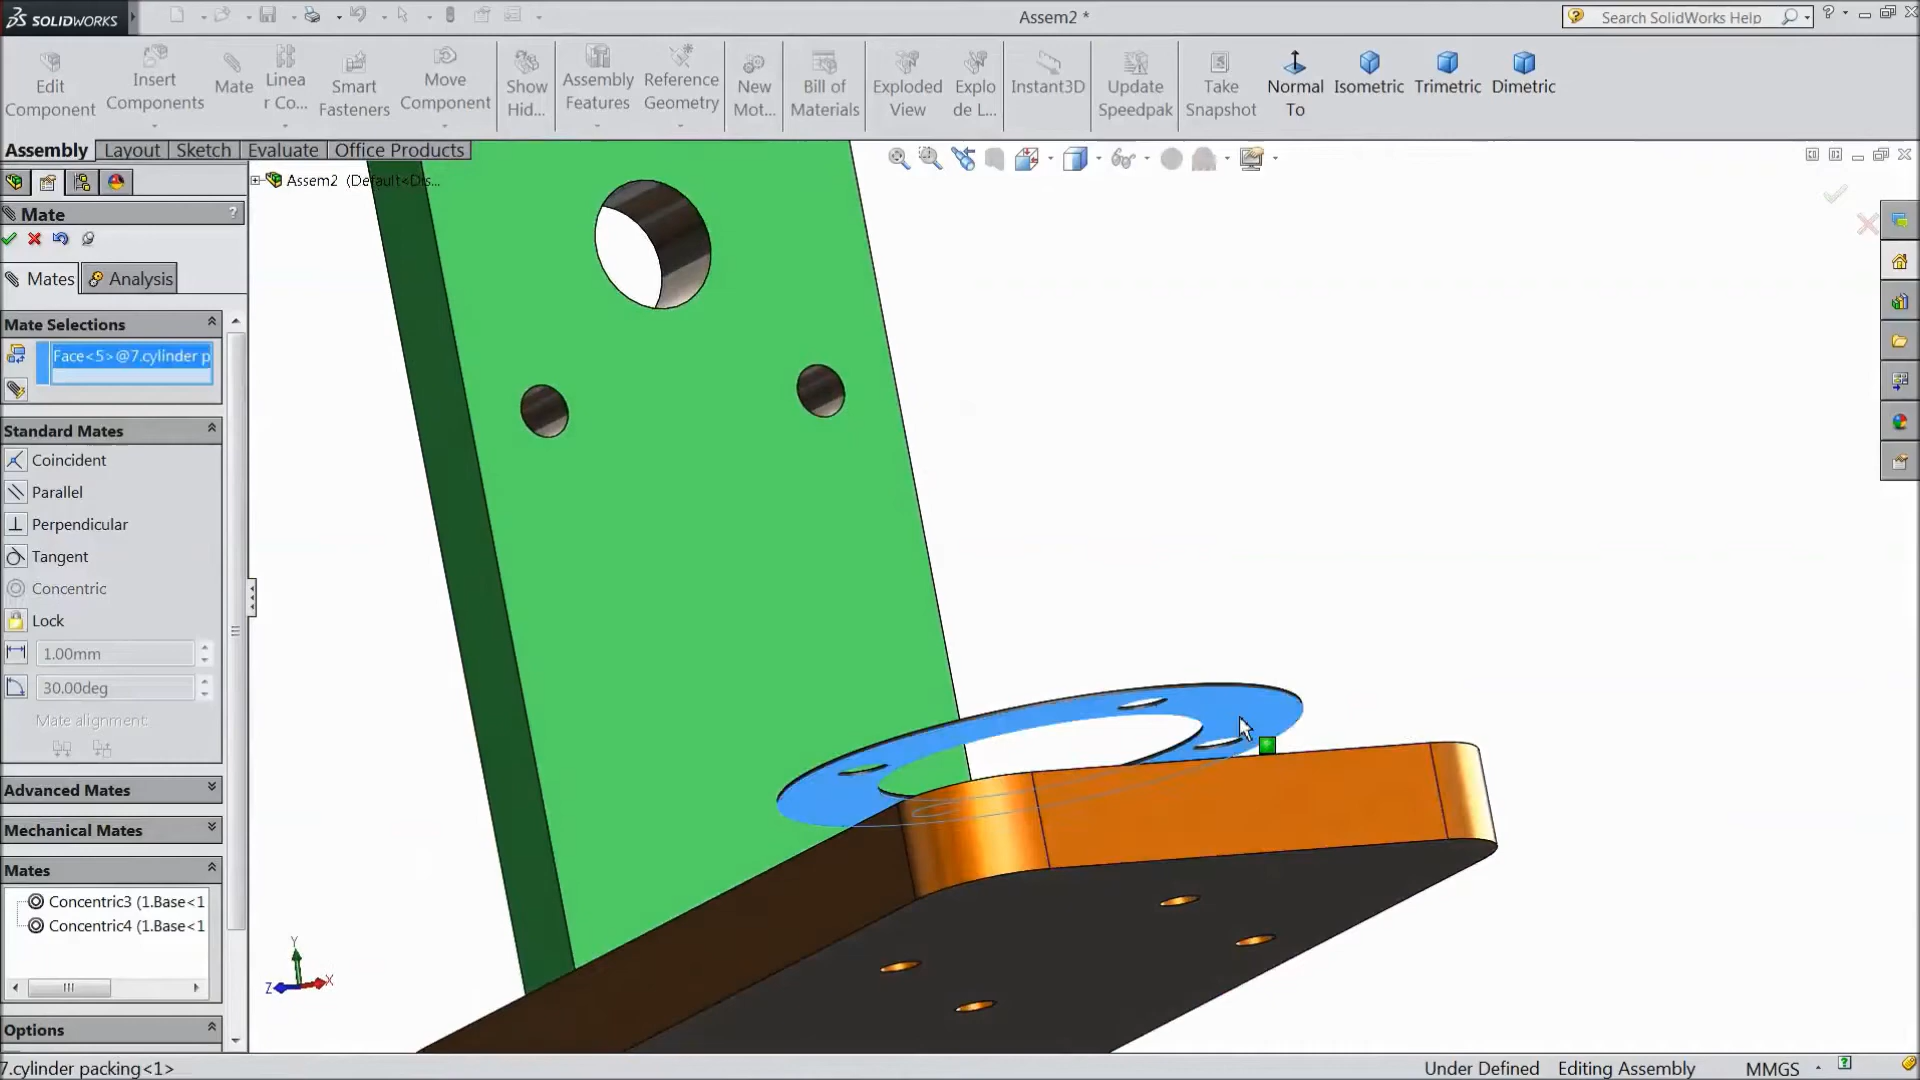 SOLIDWORKS
Assem2 *
Search SolidWorks Help
?
Edit Component
Insert Components
Mate
Linea r Co...
Smart Fasteners
Move Component
Show Hid...
Assembly Features
Reference Geometry
New Mot...
Bill of Materials
Exploded View
Explo de L...
Instant3D
Update Speedpak
Take Snapshot
Normal To
Isometric
Trimetric
Dimetric
Assembly
Layout
Sketch
Evaluate
Office Products
Assem2 (Default<Dis...
Mate
?
Mates
Analysis
Mate Selections
Face<5>@7.cylinder p
Standard Mates
Coincident
Parallel
Perpendicular
Tangent
Concentric
Lock
1.00mm
30.00deg
Mate alignment:
Advanced Mates
Mechanical Mates
Mates
Concentric3 (1.Base<1
Concentric4 (1.Base<1
Options
Y
Z
X
7.cylinder packing<1>
Under Defined
Editing Assembly
MMGS
?